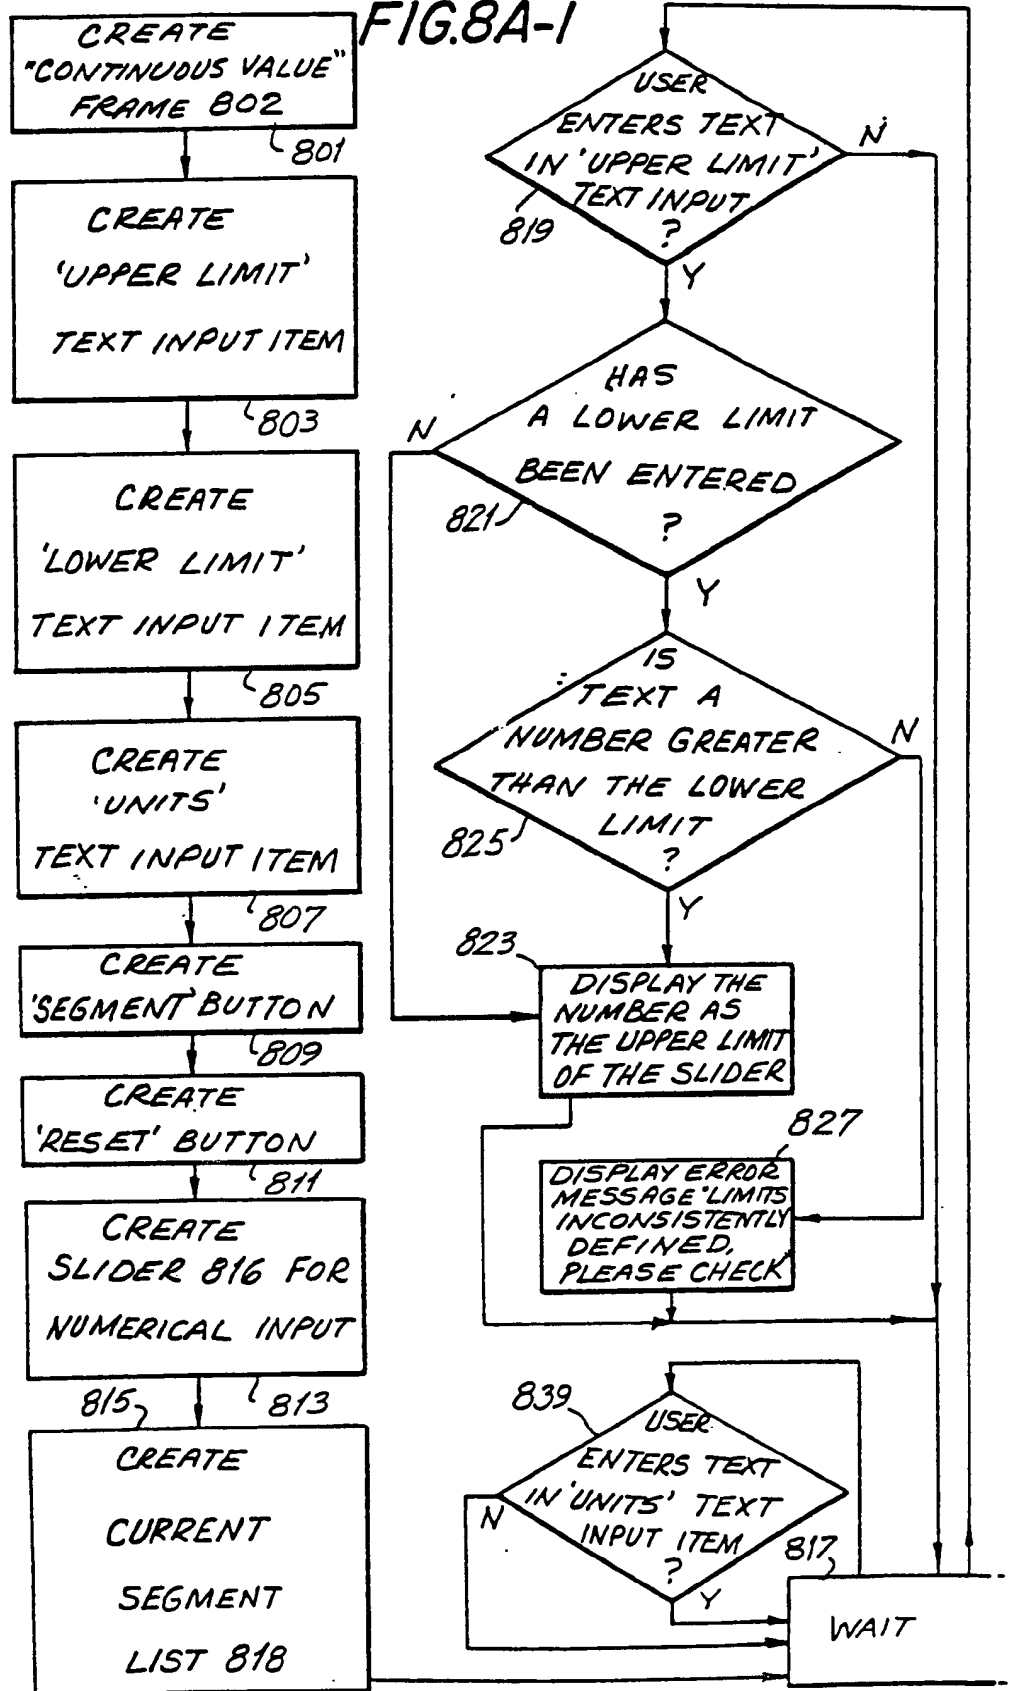 FIG.8A-1
CREATE
"CONTINUOUS VALUE"
FRAME 802
801
CREATE
'UPPER LIMIT'
TEXT INPUT ITEM
803
CREATE
'LOWER LIMIT'
TEXT INPUT ITEM
805
CREATE
'UNITS'
TEXT INPUT ITEM
807
CREATE
'SEGMENT' BUTTON
809
CREATE
'RESET' BUTTON
811
CREATE
SLIDER 816 FOR
NUMERICAL INPUT
813
815
CREATE
CURRENT
SEGMENT
LIST 818
USER
ENTERS TEXT
IN 'UPPER LIMIT'
TEXT INPUT
?
819
N
Y
HAS
A LOWER LIMIT
BEEN ENTERED
?
821
N
Y
IS
TEXT A
NUMBER GREATER
THAN THE LOWER
LIMIT
?
825
N
Y
823
DISPLAY THE
NUMBER AS
THE UPPER LIMIT
OF THE SLIDER
827
DISPLAY ERROR
MESSAGE "LIMITS
INCONSISTENTLY
DEFINED,
PLEASE CHECK
839
USER
ENTERS TEXT
IN 'UNITS' TEXT
INPUT ITEM
?
N
Y
817
WAIT